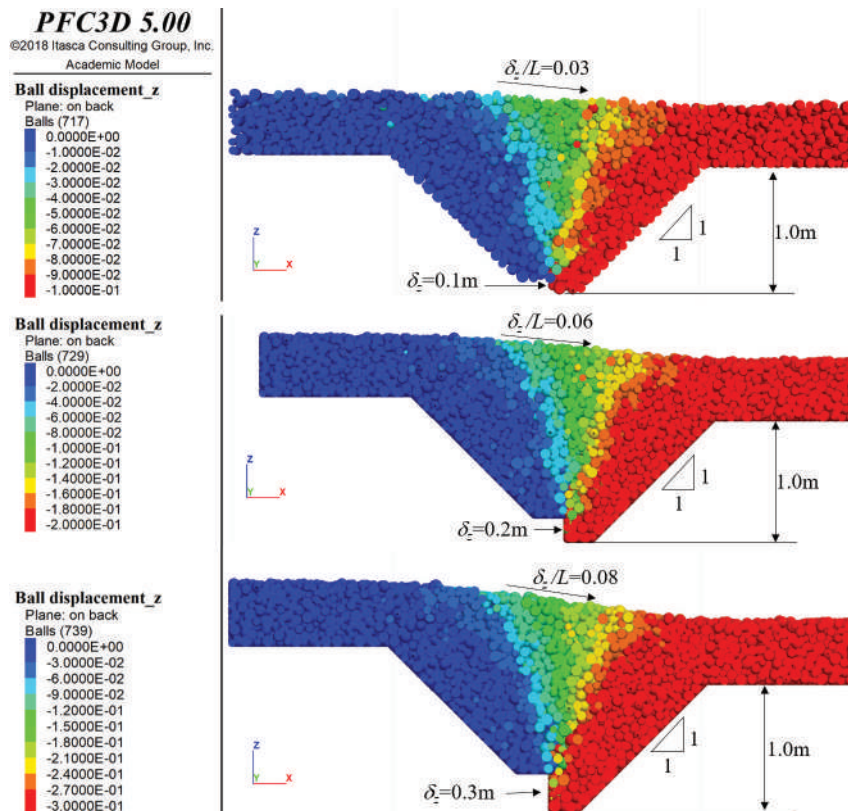 PFC3D 5.00
©2018 Itasca Consulting Group, Inc.
Academic Model
Ball displacement_z
Plane: on back
Balls (717)
0.0000E+00
-1.0000E-02
-2.0000E-02
-3.0000E-02
-4.0000E-02
-5.0000E-02
-6.0000E-02
-7.0000E-02
-8.0000E-02
-9.0000E-02
-1.0000E-01
δz/L=0.03
Z
Y X
1
1
1.0m
δz=0.1m
Ball displacement_z
Plane: on back
Balls (729)
0.0000E+00
-2.0000E-02
-4.0000E-02
-6.0000E-02
-8.0000E-02
-1.0000E-01
-1.2000E-01
-1.4000E-01
-1.6000E-01
-1.8000E-01
-2.0000E-01
δz/L=0.06
Z
Y X
1
1
1.0m
δz=0.2m
Ball displacement_z
Plane: on back
Balls (739)
0.0000E+00
-3.0000E-02
-6.0000E-02
-9.0000E-02
-1.2000E-01
-1.5000E-01
-1.8000E-01
-2.1000E-01
-2.4000E-01
-2.7000E-01
-3.0000E-01
δz/L=0.08
Z
Y X
1
1
1.0m
δz=0.3m